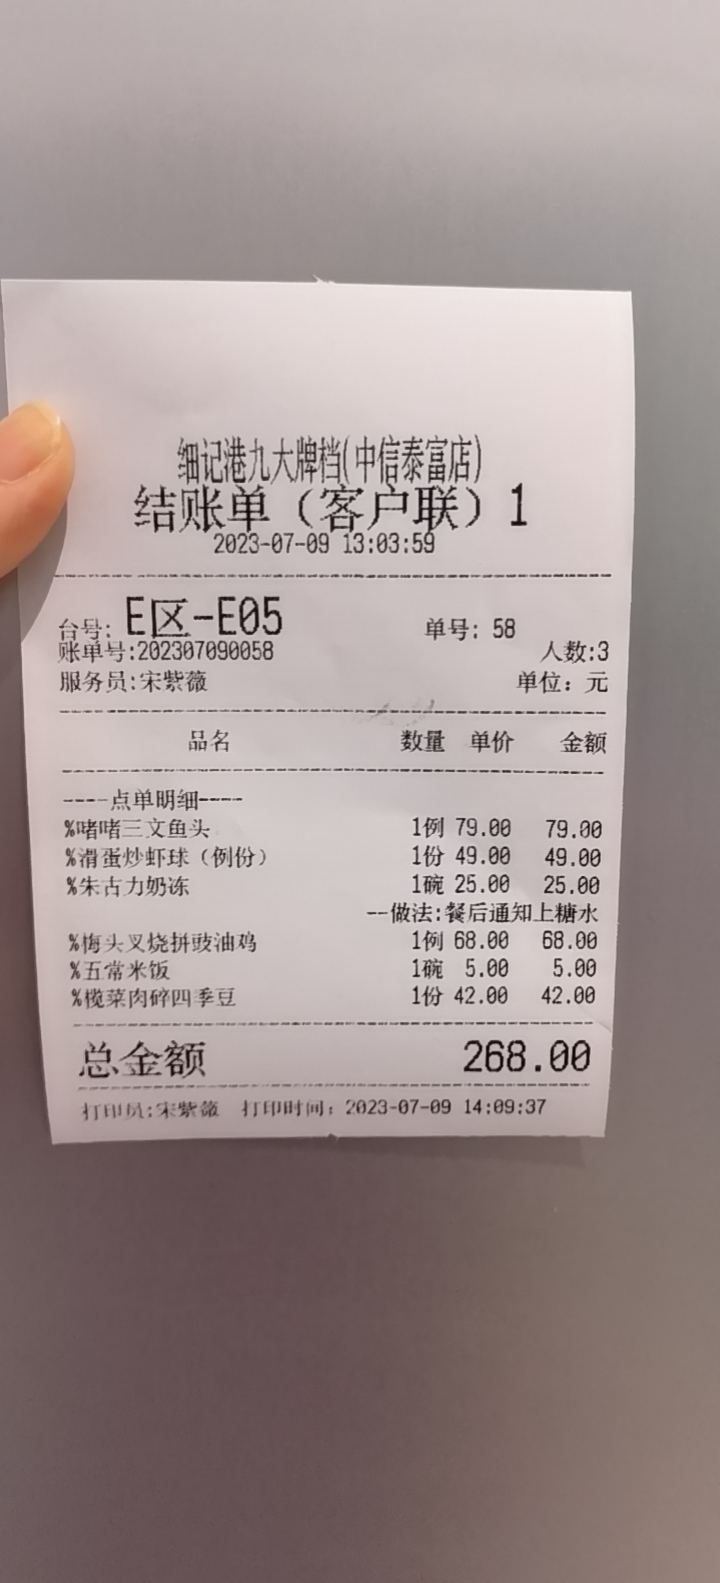 细记港九大牌档(中信泰富店)
结账单（客户联）1
2023-07-09 13:03:59
台号: E区-E05 单号: 58
账单号:202307090058 人数:3
服务员:宋紫薇 单位：元
品名 数量 单价 金额
----点单明细----
%啫啫三文鱼头 1例 79.00 79.00
%滑蛋炒虾球（例份） 1份 49.00 49.00
%朱古力奶冻 1碗 25.00 25.00
--做法:餐后通知上糖水
%梅头叉烧拼豉油鸡 1例 68.00 68.00
%五常米饭 1碗 5.00 5.00
%榄菜肉碎四季豆 1份 42.00 42.00
总金额 268.00
打印员:宋紫薇 打印时间：2023-07-09 14:09:37